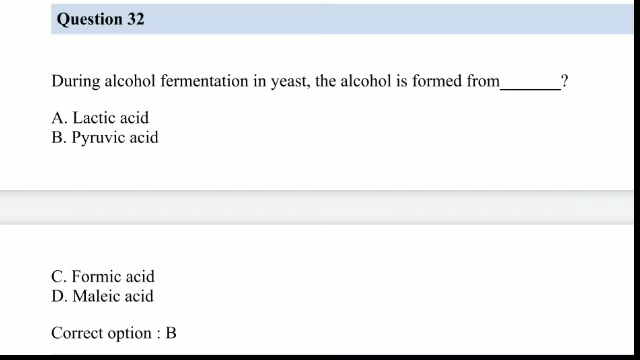 Question 32
During alcohol fermentation in yeast, the alcohol is formed from_______?
A. Lactic acid
B. Pyruvic acid
C. Formic acid
D. Maleic acid
Correct option : B